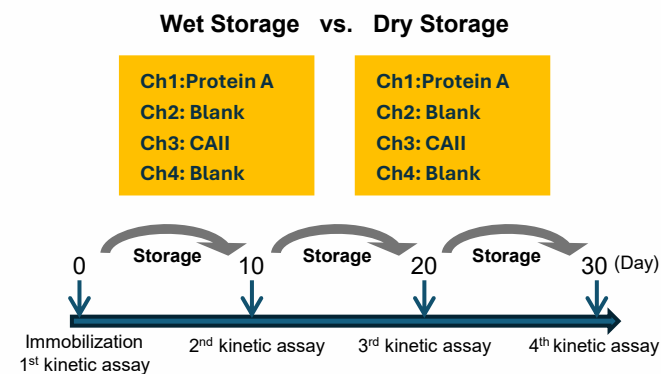 Wet Storage vs. Dry Storage
Ch1:Protein A
Ch2: Blank
Ch3: CAII
Ch4: Blank
Ch1:Protein A
Ch2: Blank
Ch3: CAII
Ch4: Blank
Storage Storage Storage
0 10 20 30 (Day)
Immobilization
1st kinetic assay 2nd kinetic assay 3rd kinetic assay 4th kinetic assay